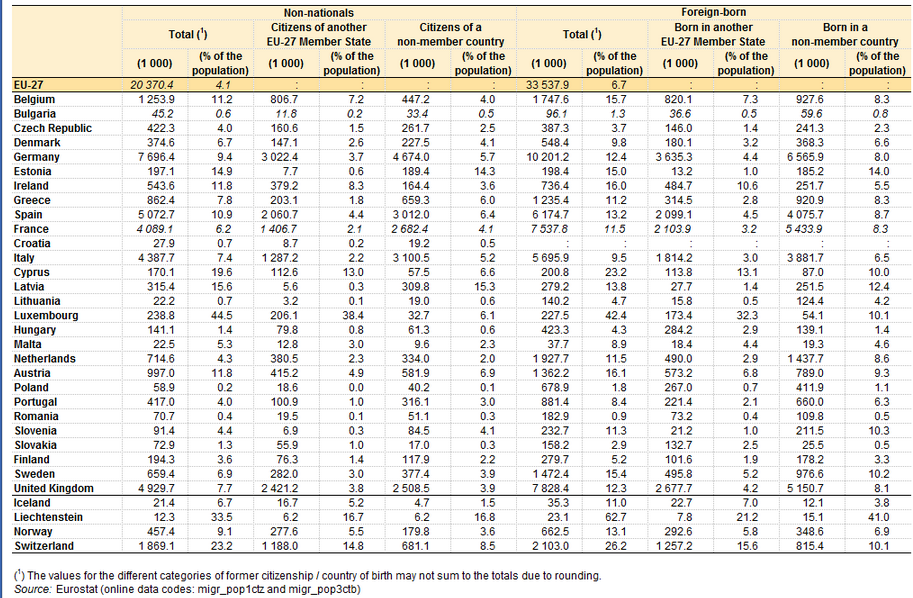 Non-nationals Foreign-born
Total (¹) Citizens of another EU-27 Member State Citizens of a non-member country Total (¹) Born in another EU-27 Member State Born in a non-member country
(1 000) (% of the population) (1 000) (% of the population) (1 000) (% of the population) (1 000) (% of the population) (1 000) (% of the population) (1 000) (% of the population)
EU-27 20 370.4 4.1 : : : : 33 537.9 6.7 : : : :
Belgium 1 253.9 11.2 806.7 7.2 447.2 4.0 1 747.6 15.7 820.1 7.3 927.6 8.3
Bulgaria 45.2 0.6 11.8 0.2 33.4 0.5 96.1 1.3 36.6 0.5 59.6 0.8
Czech Republic 422.3 4.0 160.6 1.5 261.7 2.5 387.3 3.7 146.0 1.4 241.3 2.3
Denmark 374.6 6.7 147.1 2.6 227.5 4.1 548.4 9.8 180.1 3.2 368.3 6.6
Germany 7 696.4 9.4 3 022.4 3.7 4 674.0 5.7 10 201.2 12.4 3 635.3 4.4 6 565.9 8.0
Estonia 197.1 14.9 7.7 0.6 189.4 14.3 198.4 15.0 13.2 1.0 185.2 14.0
Ireland 543.6 11.8 379.2 8.3 164.4 3.6 736.4 16.0 484.7 10.6 251.7 5.5
Greece 862.4 7.8 203.1 1.8 659.3 6.0 1 235.4 11.2 314.5 2.8 920.9 8.3
Spain 5 072.7 10.9 2 060.7 4.4 3 012.0 6.4 6 174.7 13.2 2 099.1 4.5 4 075.7 8.7
France 4 089.1 6.2 1 406.7 2.1 2 682.4 4.1 7 537.8 11.5 2 103.9 3.2 5 433.9 8.3
Croatia 27.9 0.7 8.7 0.2 19.2 0.5 : : : : : :
Italy 4 387.7 7.4 1 287.2 2.2 3 100.5 5.2 5 695.9 9.5 1 814.2 3.0 3 881.7 6.5
Cyprus 170.1 19.6 112.6 13.0 57.5 6.6 200.8 23.2 113.8 13.1 87.0 10.0
Latvia 315.4 15.6 5.6 0.3 309.8 15.3 279.2 13.8 27.7 1.4 251.5 12.4
Lithuania 22.2 0.7 3.2 0.1 19.0 0.6 140.2 4.7 15.8 0.5 124.4 4.2
Luxembourg 238.8 44.5 206.1 38.4 32.7 6.1 227.5 42.4 173.4 32.3 54.1 10.1
Hungary 141.1 1.4 79.8 0.8 61.3 0.6 423.3 4.3 284.2 2.9 139.1 1.4
Malta 22.5 5.3 12.8 3.0 9.6 2.3 37.7 8.9 18.4 4.4 19.3 4.6
Netherlands 714.6 4.3 380.5 2.3 334.0 2.0 1 927.7 11.5 490.0 2.9 1 437.7 8.6
Austria 997.0 11.8 415.2 4.9 581.9 6.9 1 362.2 16.1 573.2 6.8 789.0 9.3
Poland 58.9 0.2 18.6 0.0 40.2 0.1 678.9 1.8 267.0 0.7 411.9 1.1
Portugal 417.0 4.0 100.9 1.0 316.1 3.0 881.4 8.4 221.4 2.1 660.0 6.3
Romania 70.7 0.4 19.5 0.1 51.1 0.3 182.9 0.9 73.2 0.4 109.8 0.5
Slovenia 91.4 4.4 6.9 0.3 84.5 4.1 232.7 11.3 21.2 1.0 211.5 10.3
Slovakia 72.9 1.3 55.9 1.0 17.0 0.3 158.2 2.9 132.7 2.5 25.5 0.5
Finland 194.3 3.6 76.3 1.4 117.9 2.2 279.7 5.2 101.6 1.9 178.2 3.3
Sweden 659.4 6.9 282.0 3.0 377.4 3.9 1 472.4 15.4 495.8 5.2 976.6 10.2
United Kingdom 4 929.7 7.7 2 421.2 3.8 2 508.5 3.9 7 828.4 12.3 2 677.7 4.2 5 150.7 8.1
Iceland 21.4 6.7 16.7 5.2 4.7 1.5 35.3 11.0 22.7 7.0 12.1 3.8
Liechtenstein 12.3 33.5 6.2 16.7 6.2 16.8 23.1 62.7 7.8 21.2 15.1 41.0
Norway 457.4 9.1 277.6 5.5 179.8 3.6 662.5 13.1 292.6 5.8 348.6 6.9
Switzerland 1 869.1 23.2 1 188.0 14.8 681.1 8.5 2 103.0 26.2 1 257.2 15.6 815.4 10.1
(¹) The values for the different categories of former citizenship / country of birth may not sum to the totals due to rounding.
Source: Eurostat (online data codes: migr_pop1ctz and migr_pop3ctb)